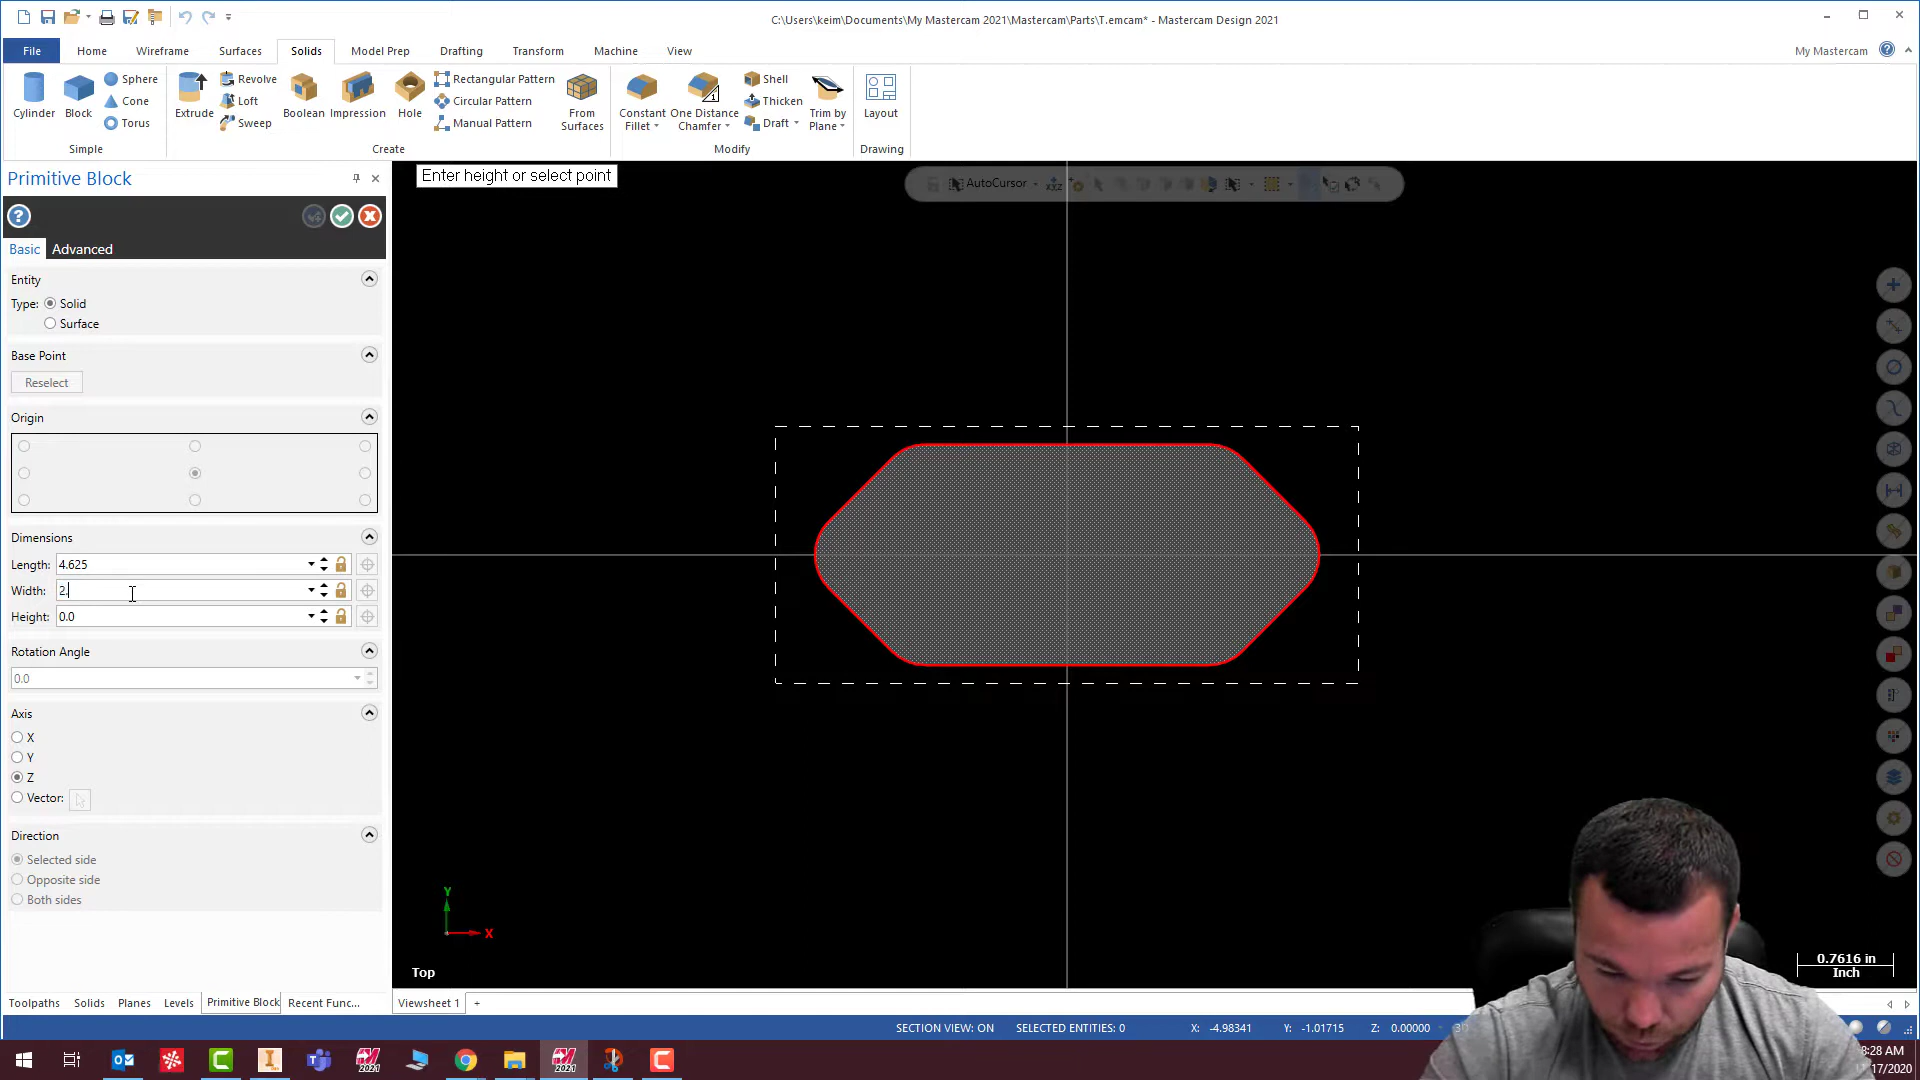 C:\Users\keim\Documents\My Mastercam 2021\Mastercam\Parts\T.emcam* - Mastercam Design 2021
File Home Wireframe Surfaces Solids Model Prep Drafting Transform Machine View My Mastercam
Cylinder Block Sphere Cone Torus
Simple
Extrude Revolve Loft Sweep Boolean Impression Hole Rectangular Pattern Circular Pattern Manual Pattern From Surfaces
Create
Constant Fillet One Distance Chamfer Shell Thicken Draft Trim by Plane
Modify
Layout
Drawing
Primitive Block
Enter height or select point
AutoCursor
Basic Advanced
Entity
Type: Solid
Surface
Base Point
Reselect
Origin
Dimensions
Length: 4.625
Width: 2.
Height: 0.0
Rotation Angle
0.0
Axis
X
Y
Z
Vector:
Direction
Selected side
Opposite side
Both sides
Y
X
Top
0.7616 in
Inch
Toolpaths Solids Planes Levels Primitive Block Recent Func... Viewsheet 1 +
SECTION VIEW: ON SELECTED ENTITIES: 0 X: -4.98341 Y: -1.01715 Z: 0.00000
2021
2021
8:28 AM
/17/2020